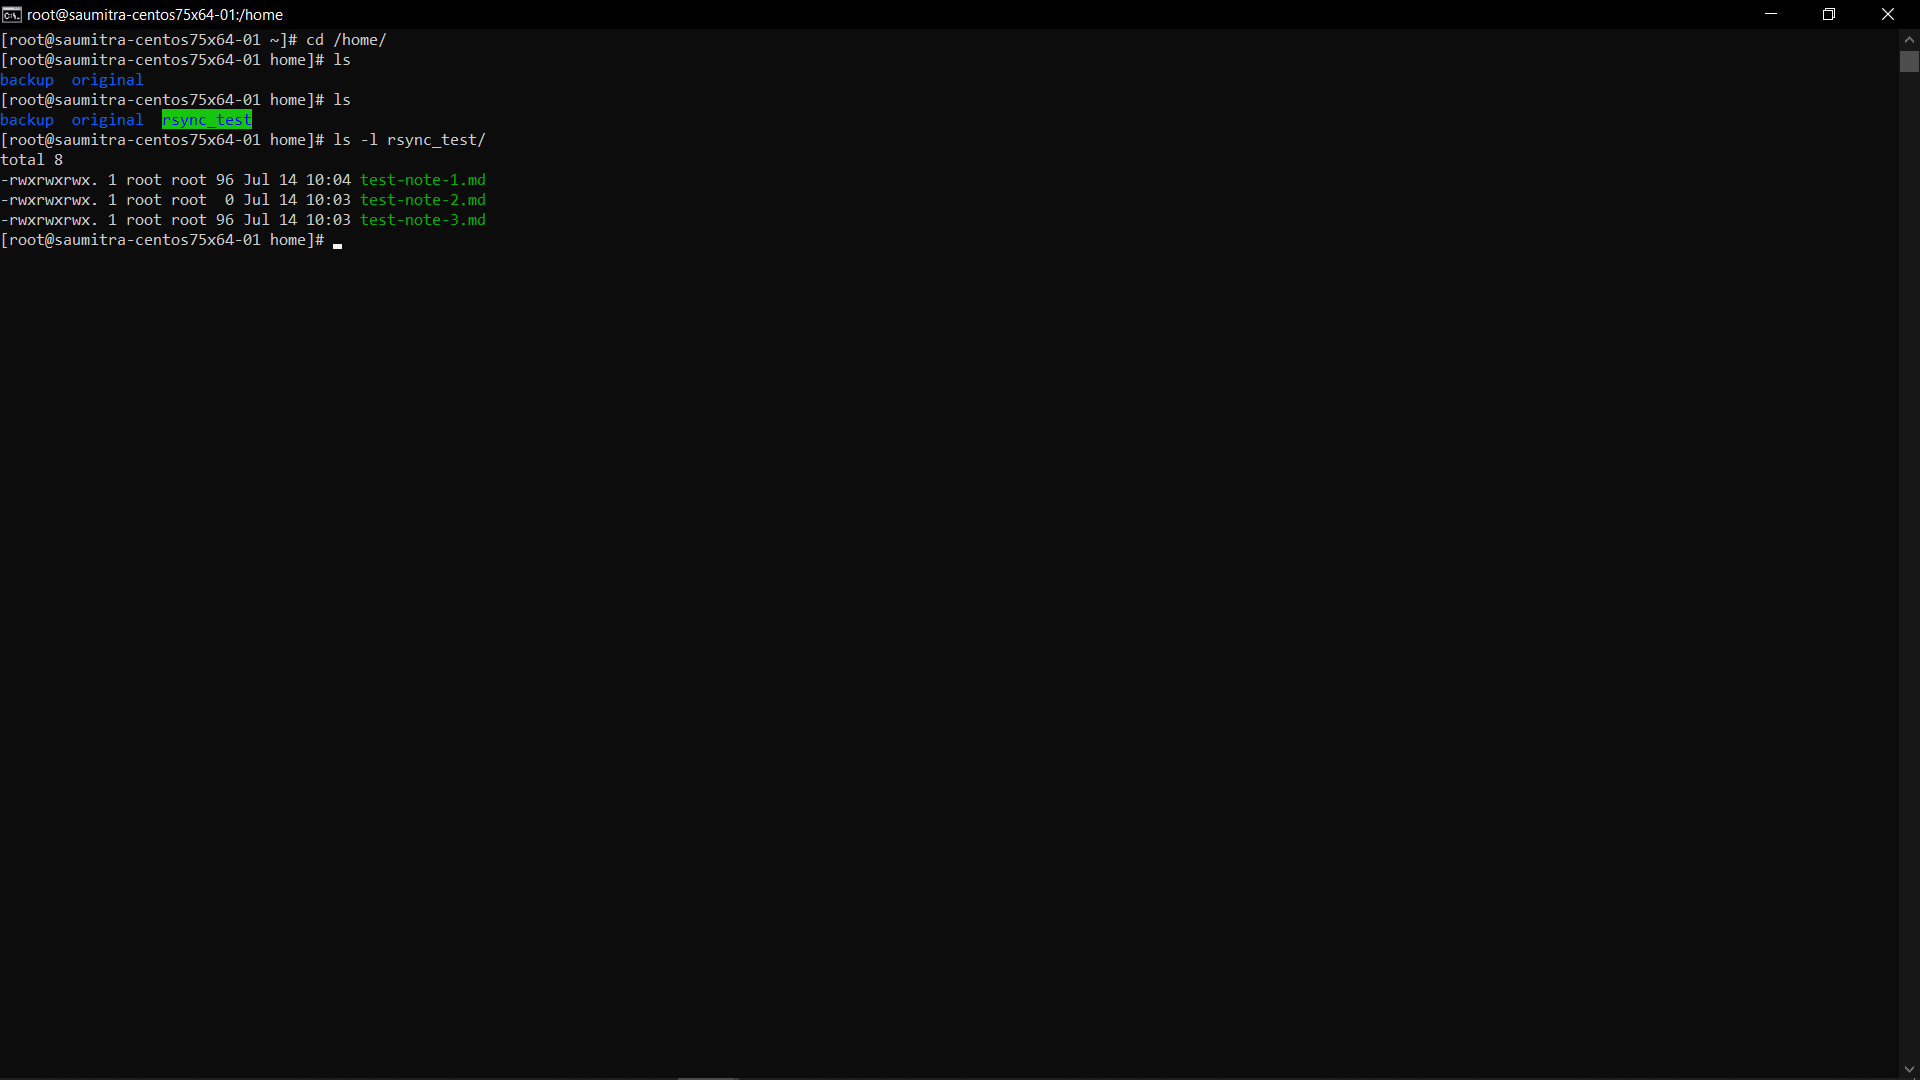 root@saumitra-centos75x64-01:/home
[root@saumitra-centos75x64-01 ~]# cd /home/
[root@saumitra-centos75x64-01 home]# ls
backup  original
[root@saumitra-centos75x64-01 home]# ls
backup  original  rsync_test
[root@saumitra-centos75x64-01 home]# ls -l rsync_test/
total 8
-rwxrwxrwx. 1 root root 96 Jul 14 10:04 test-note-1.md
-rwxrwxrwx. 1 root root  0 Jul 14 10:03 test-note-2.md
-rwxrwxrwx. 1 root root 96 Jul 14 10:03 test-note-3.md
[root@saumitra-centos75x64-01 home]#